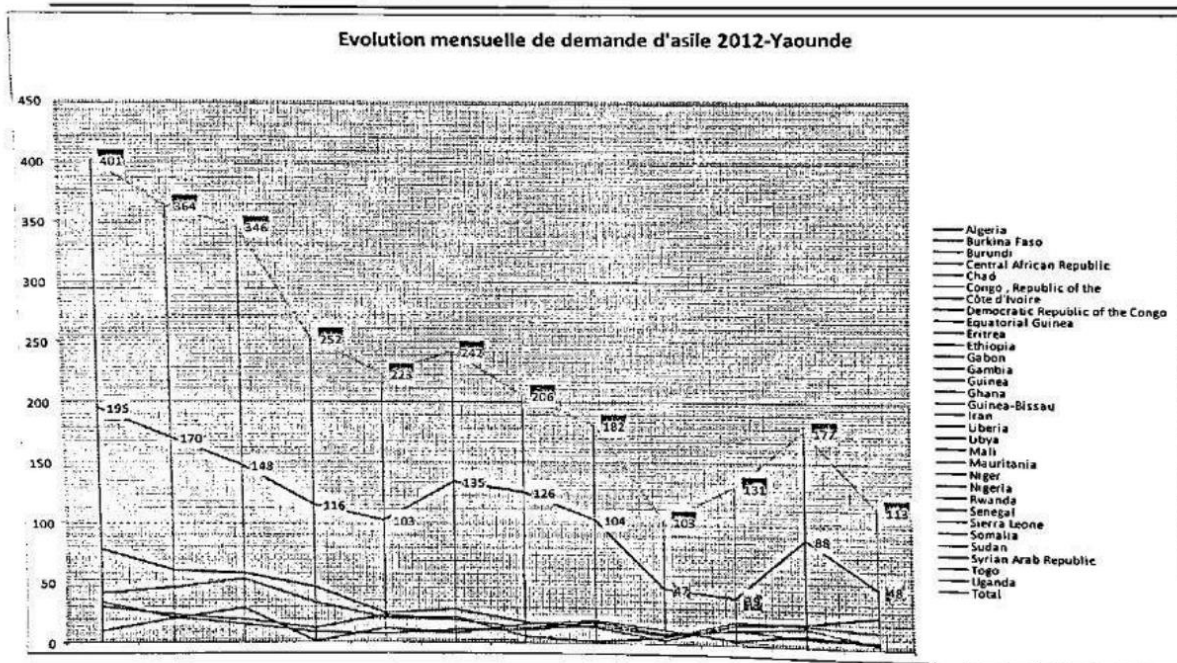 Evolution mensuelle de demande d'asile 2012-Yaounde
450
400
350
300
250
200
150
100
50
0
401
364
346
252
223
242
206
182
103
131
177
113
195
170
148
116
103
135
126
104
47
88
48
Algeria
Burkina Faso
Burundi
Central African Republic
Chad
Congo , Republic of the
Côte d'Ivoire
Democratic Republic of the Congo
Equatorial Guinea
Eritrea
Ethiopia
Gabon
Gambia
Guinea
Ghana
Guinea-Bissau
Iran
Liberia
Libya
Mali
Mauritania
Niger
Nigeria
Rwanda
Senegal
Sierra Leone
Somalia
Sudan
Syrian Arab Republic
Togo
Uganda
Total